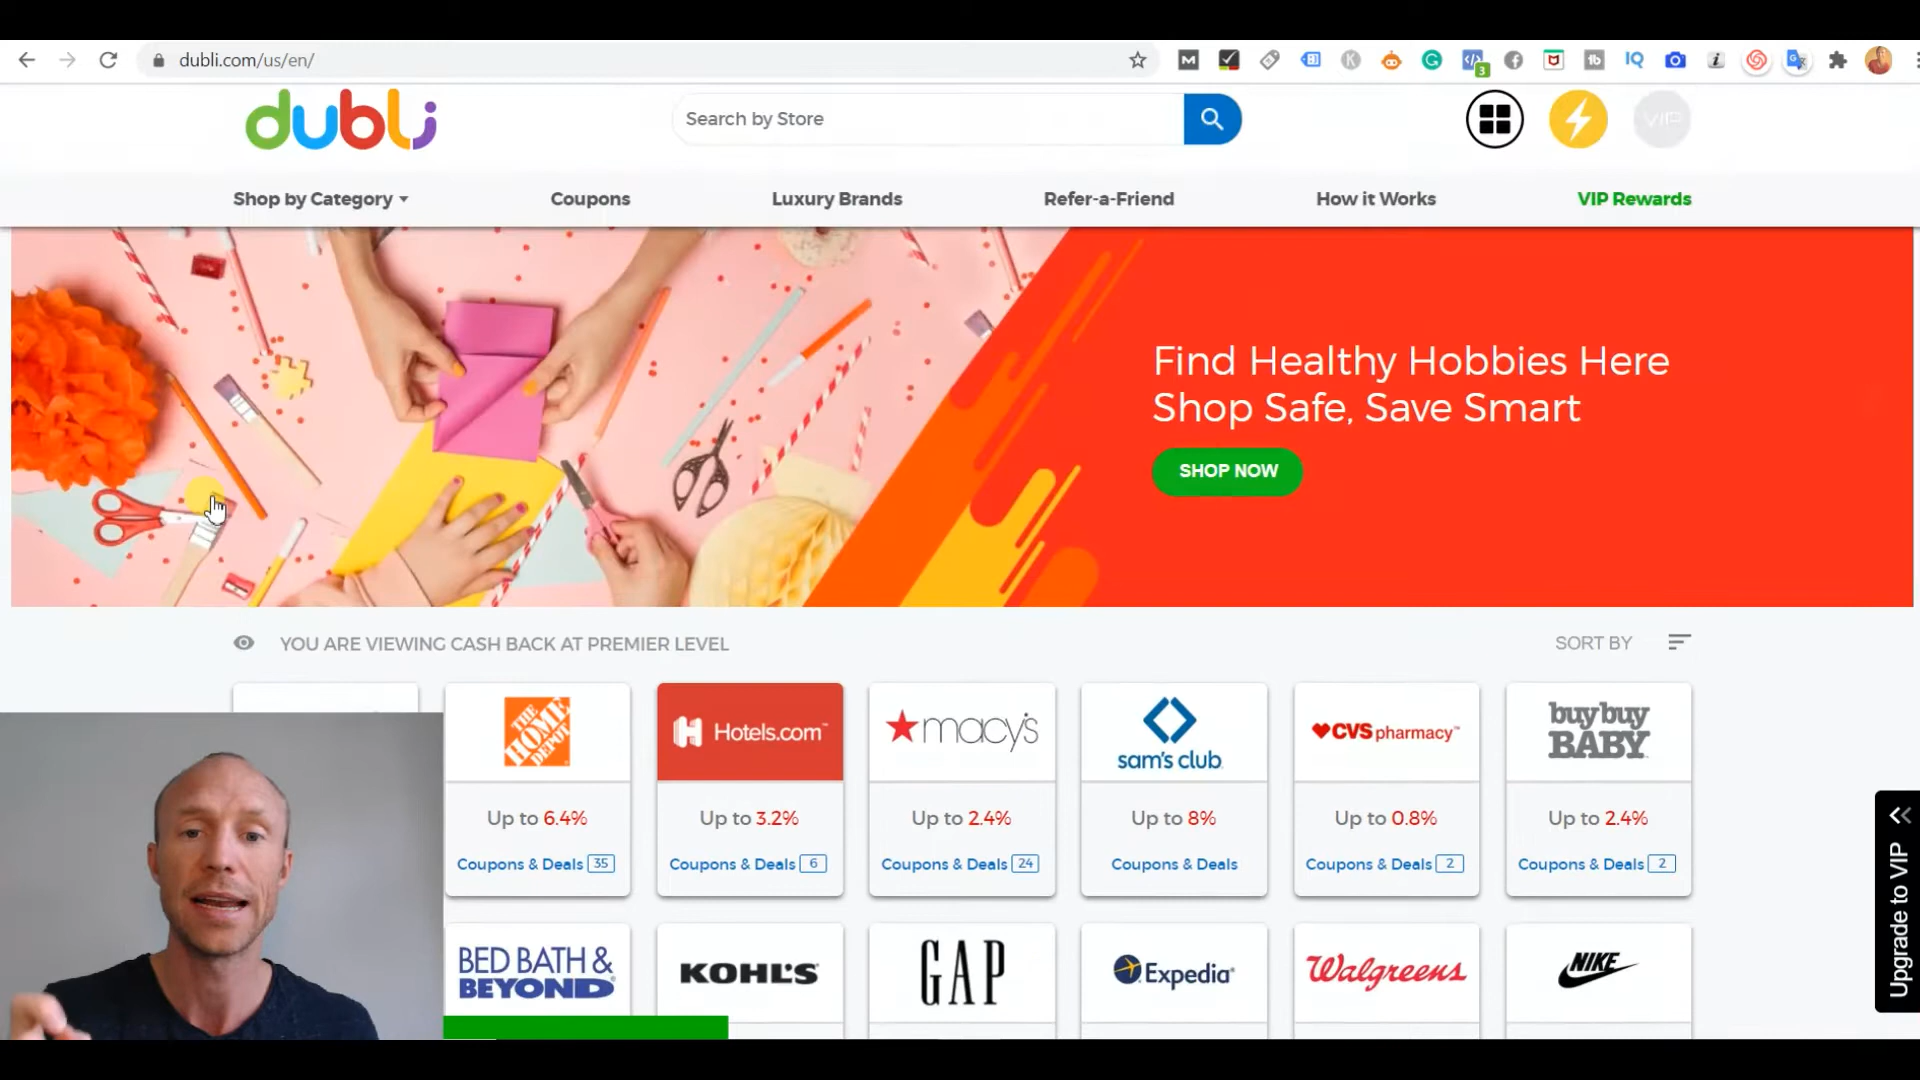 dubli.com/us/en/
3
dubli
Search by Store
VIP
Shop by Category
Coupons
Luxury Brands
Refer-a-Friend
How it Works
VIP Rewards
Find Healthy Hobbies Here
Shop Safe, Save Smart
SHOP NOW
YOU ARE VIEWING CASH BACK AT PREMIER LEVEL
SORT BY
THE HOME DEPOT
Hotels.com™
macy's
sam's club
CVS pharmacy™
buybuy BABY
Up to 6.4%
Up to 3.2%
Up to 2.4%
Up to 8%
Up to 0.8%
Up to 2.4%
Coupons & Deals 35
Coupons & Deals 6
Coupons & Deals 24
Coupons & Deals
Coupons & Deals 2
Coupons & Deals 2
Upgrade to VIP
BED BATH & BEYOND
KOHL'S
GAP
Expedia
Walgreens
NIKE